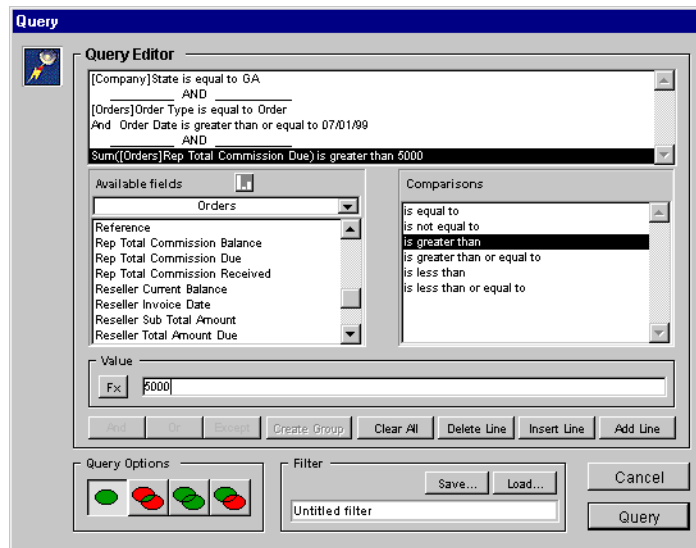 Query
Query Editor
[Company]State is equal to GA
__________ AND ____________
[Orders]Order Type is equal to Order
And Order Date is greater than or equal to 07/01/99
__________ AND ____________
Sum([Orders]Rep Total Commission Due) is greater than 5000
Available fields
Orders
Reference
Rep Total Commission Balance
Rep Total Commission Due
Rep Total Commission Received
Reseller Current Balance
Reseller Invoice Date
Reseller Sub Total Amount
Reseller Total Amount Due
Comparisons
is equal to
is not equal to
is greater than
is greater than or equal to
is less than
is less than or equal to
Value
Fx 5000
And Or Except Create Group Clear All Delete Line Insert Line Add Line
Query Options
Filter
Save... Load...
Untitled filter
Cancel
Query